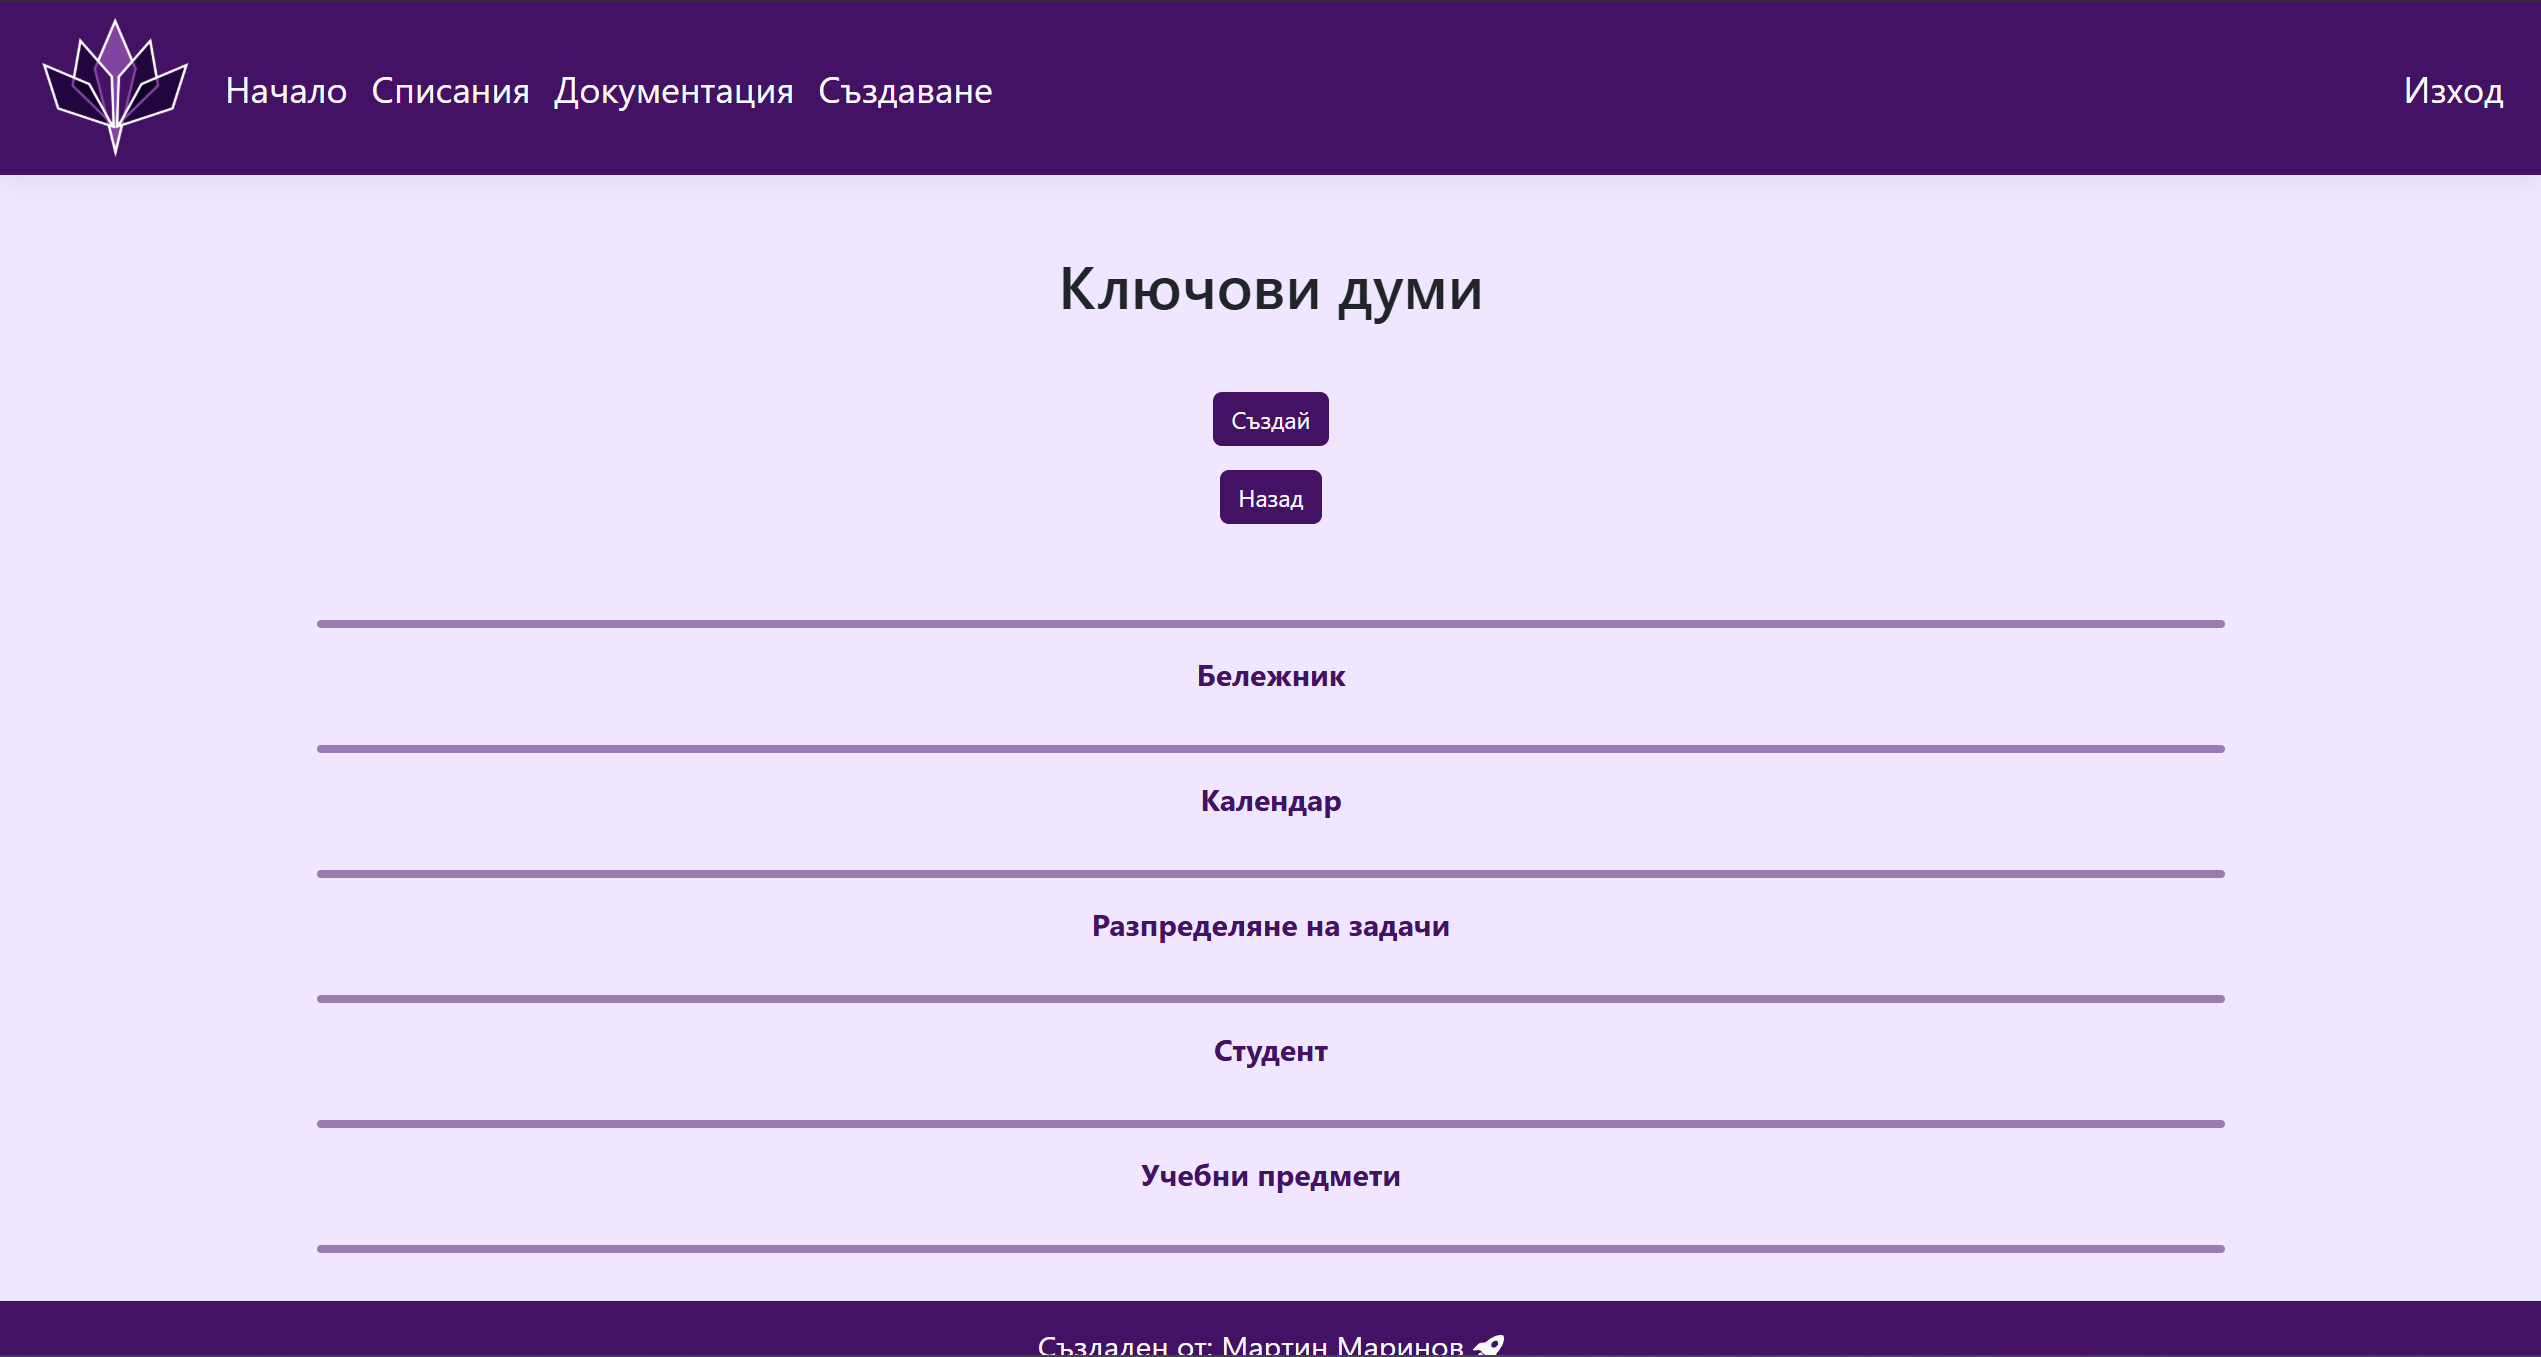 Начало Списания Документация Създаване Изход
Ключови думи
Създай
Назад
Бележник
Календар
Разпределяне на задачи
Студент
Учебни предмети
Създаден от: Мартин Маринов